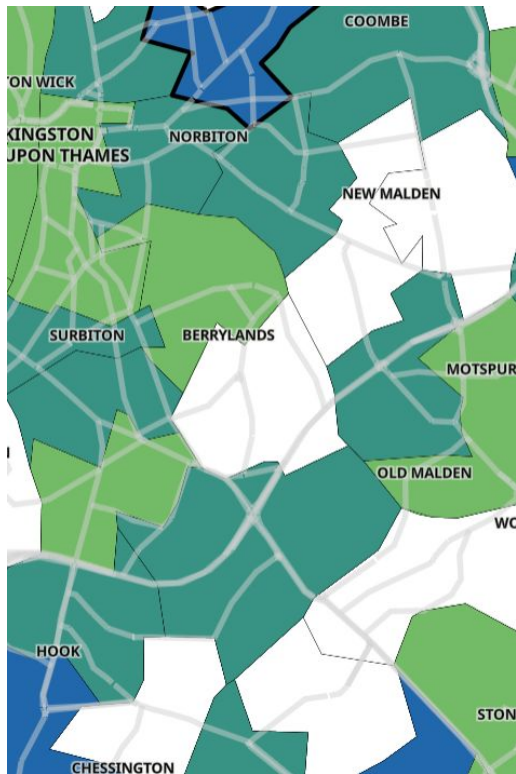 COOMBE
TON WICK
KINGSTON
UPON THAMES
NORBITON
NEW MALDEN
SURBITON
BERRYLANDS
MOTSPUR
N
OLD MALDEN
WO
HOOK
STON
CHESSINGTON